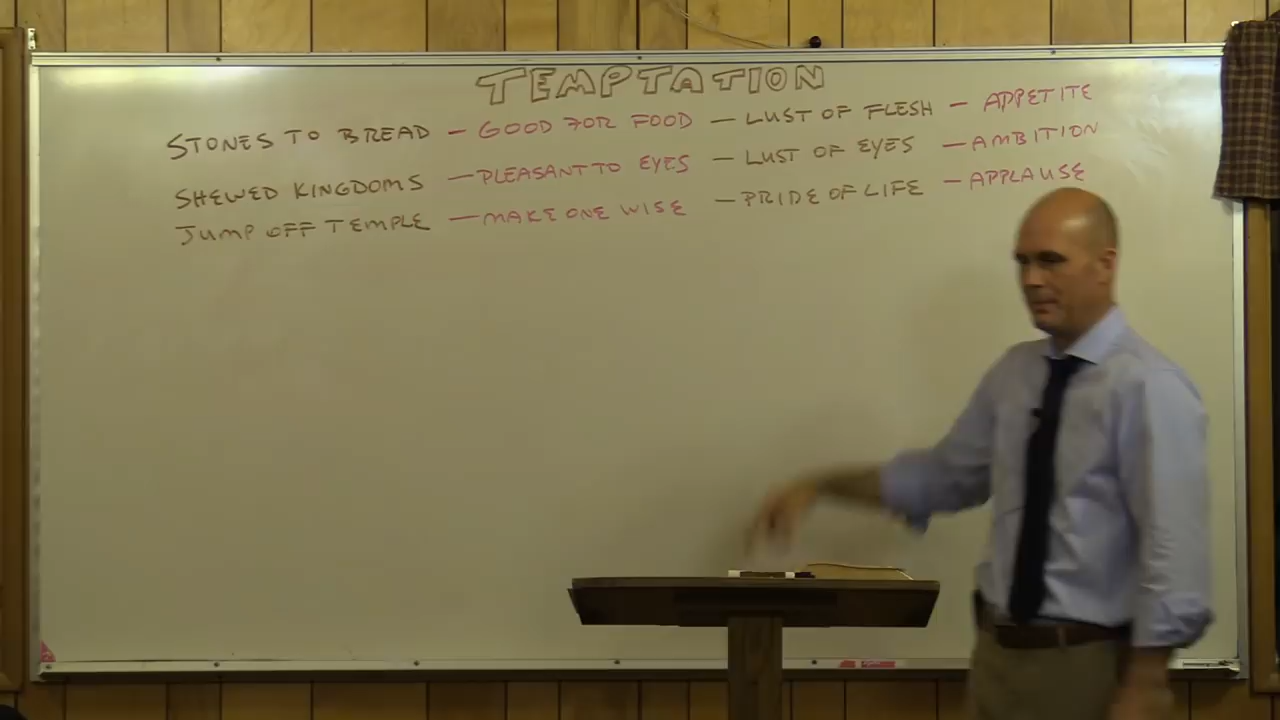 TEMPTATION
STONES TO BREAD — GOOD FOR FOOD — LUST OF FLESH — APPETITE
SHEWED KINGDOMS — PLEASANT TO EYES — LUST OF EYES — AMBITION
JUMP OFF TEMPLE — MAKE ONE WISE — PRIDE OF LIFE — APPLAUSE